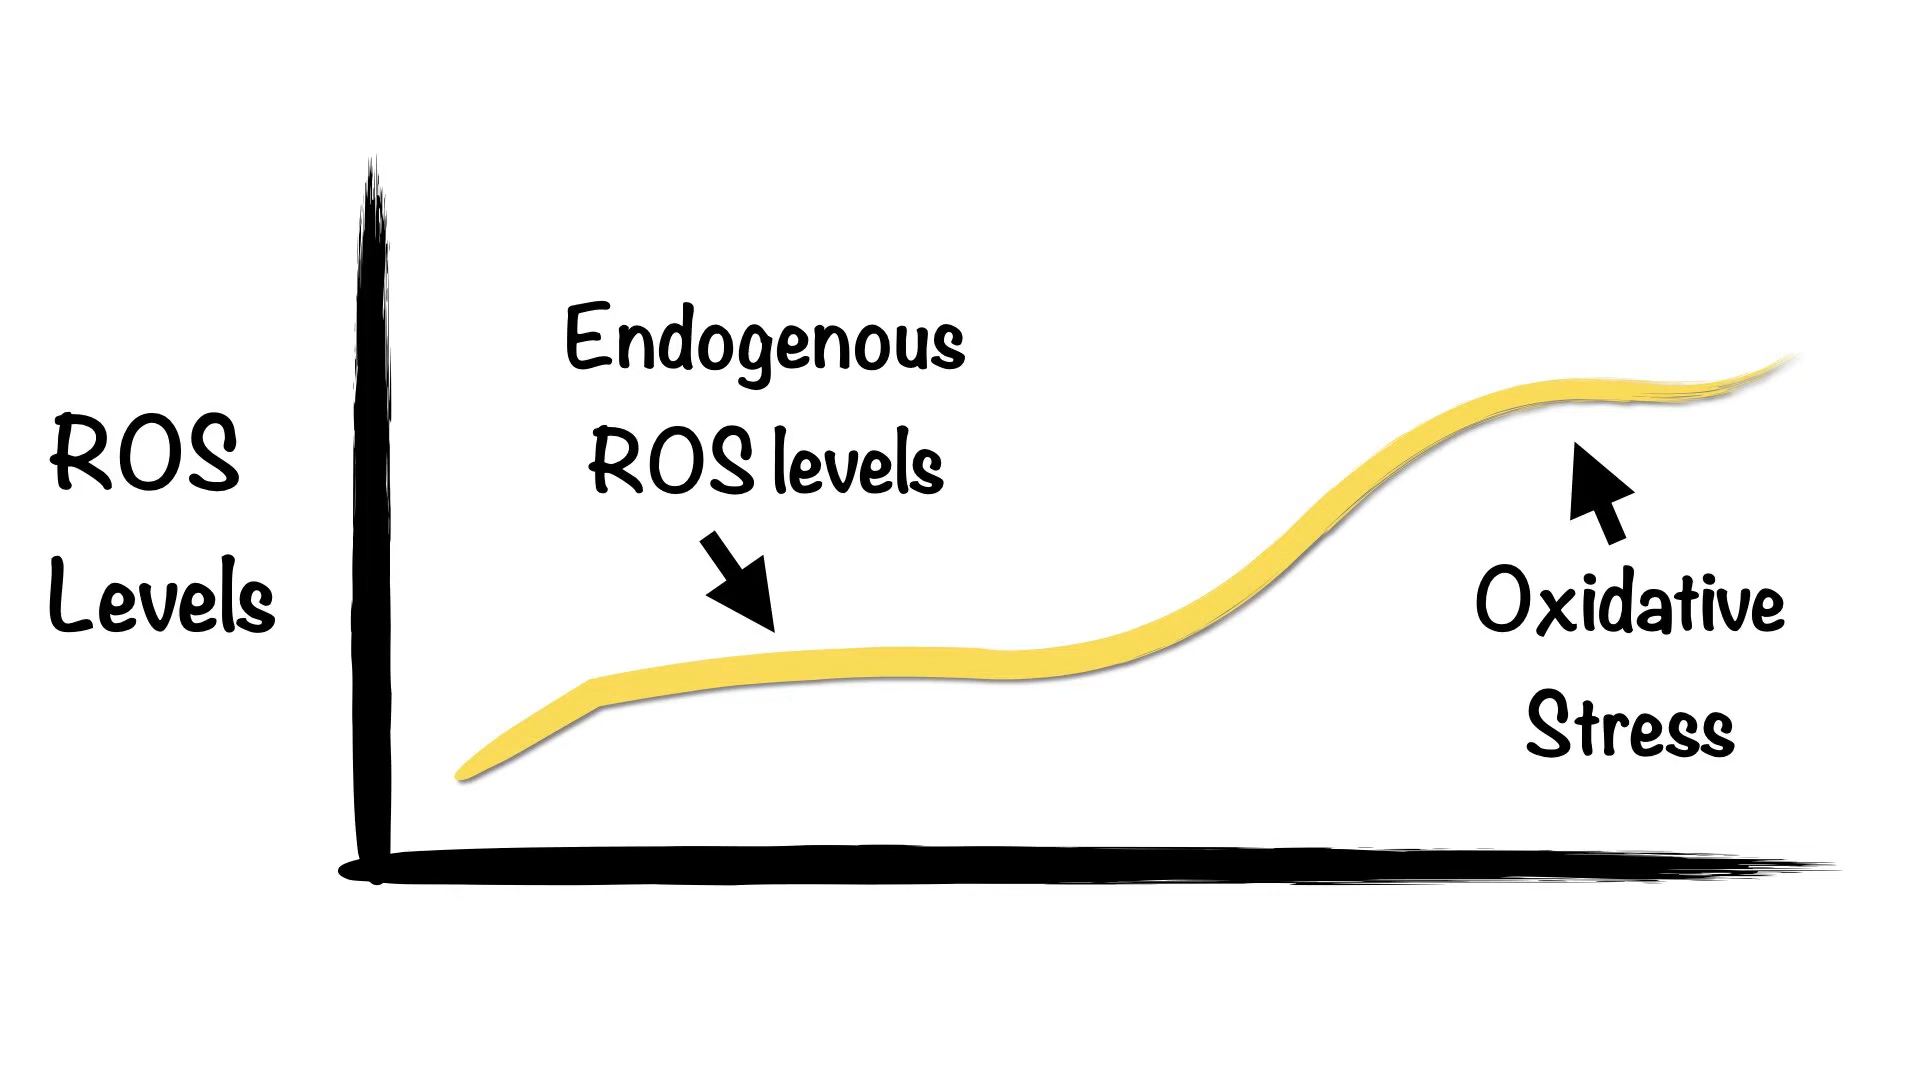 ROS
Levels
Endogenous
ROS levels
Oxidative
Stress